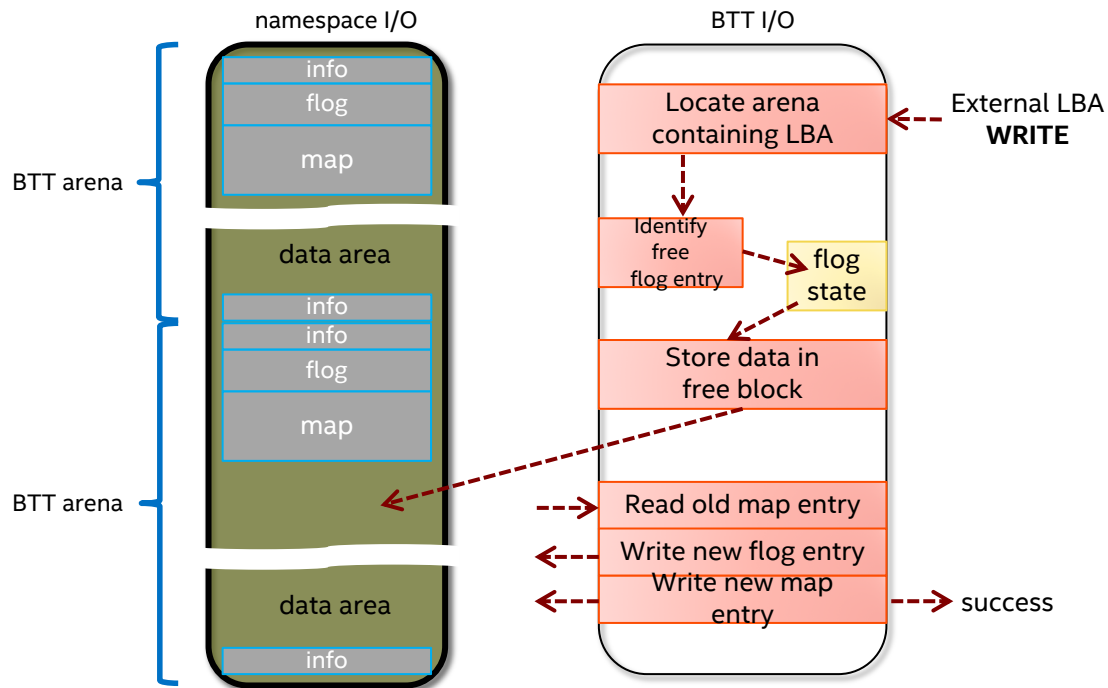 namespace I/O
BTT I/O
info
flog
map
BTT arena
data area
info
info
flog
map
BTT arena
data area
info
Locate arena
containing LBA
External LBA
WRITE
Identify
free
flog entry
flog
state
Store data in
free block
Read old map entry
Write new flog entry
Write new map
entry
success